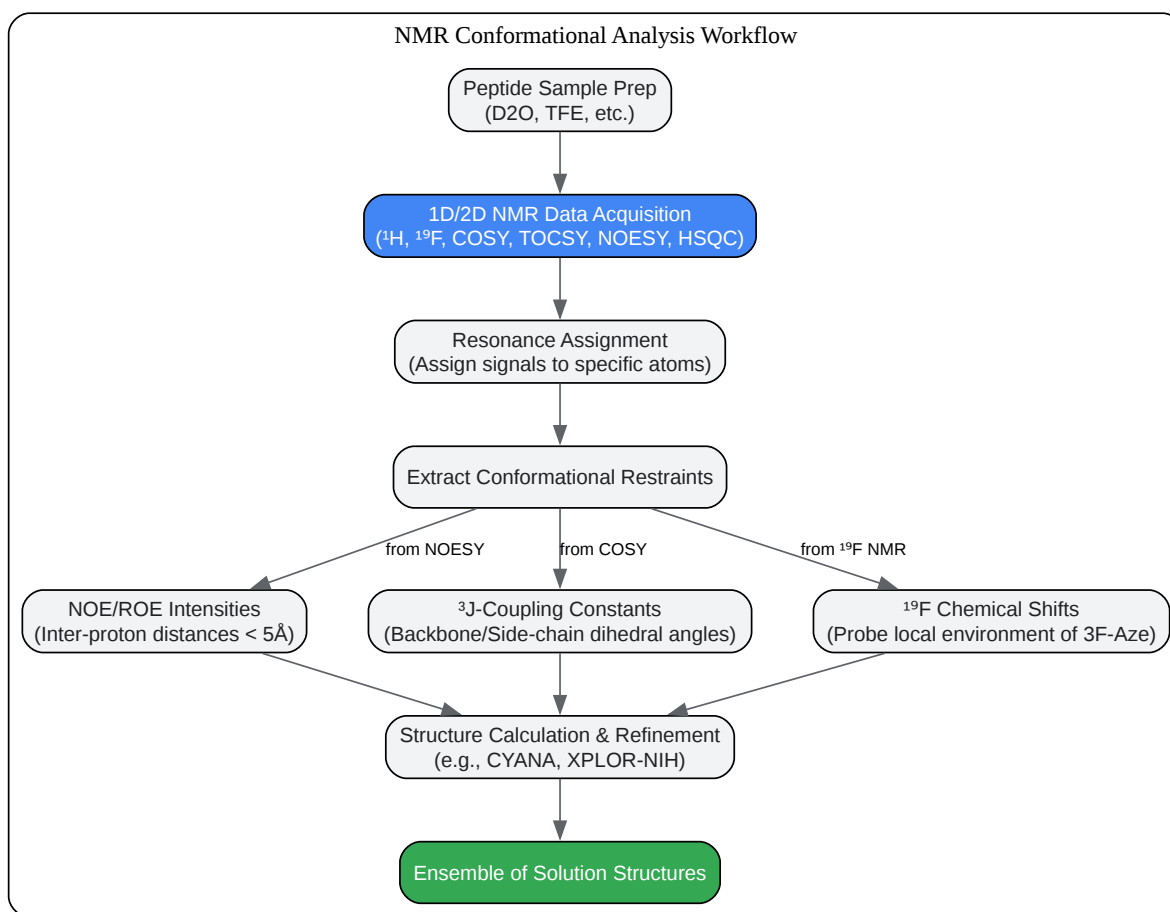 NMR Conformational Analysis Workflow
Peptide Sample Prep
(D2O, TFE, etc.)
1D/2D NMR Data Acquisition
(¹H, ¹⁹F, COSY, TOCSY, NOESY, HSQC)
Resonance Assignment
(Assign signals to specific atoms)
Extract Conformational Restraints
from NOESY
from COSY
from ¹⁹F NMR
NOE/ROE Intensities
(Inter-proton distances < 5Å)
³J-Coupling Constants
(Backbone/Side-chain dihedral angles)
¹⁹F Chemical Shifts
(Probe local environment of 3F-Aze)
Structure Calculation & Refinement
(e.g., CYANA, XPLOR-NIH)
Ensemble of Solution Structures